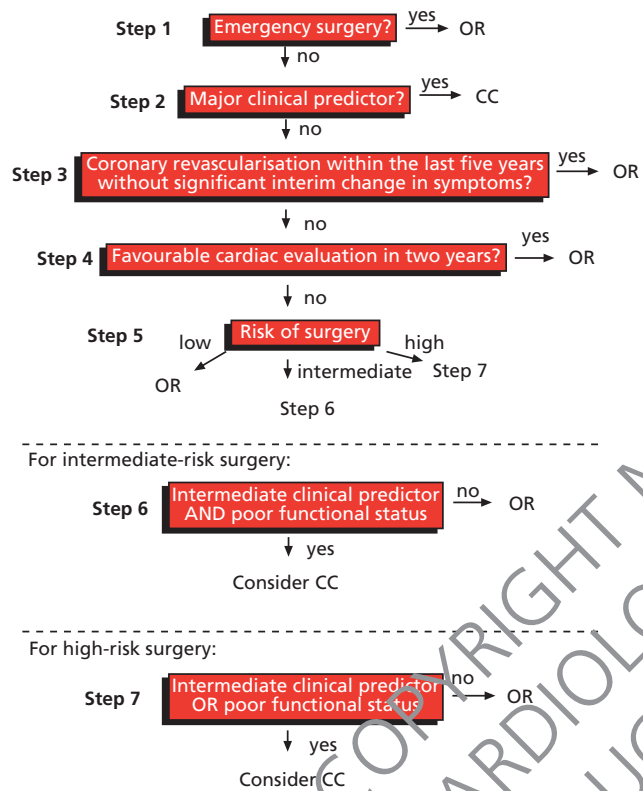 Step 1 Emergency surgery? yes OR
no
Step 2 Major clinical predictor? yes CC
no
Step 3 Coronary revascularisation within the last five years
without significant interim change in symptoms? yes OR
no
Step 4 Favourable cardiac evaluation in two years? yes OR
no
Step 5 Risk of surgery
low high
OR intermediate Step 7
Step 6
For intermediate-risk surgery:
Step 6 Intermediate clinical predictor
AND poor functional status no OR
yes
Consider CC
For high-risk surgery:
Step 7 Intermediate clinical predictor
OR poor functional status no OR
yes
Consider CC
COPYRIGHT
CARDIOLO